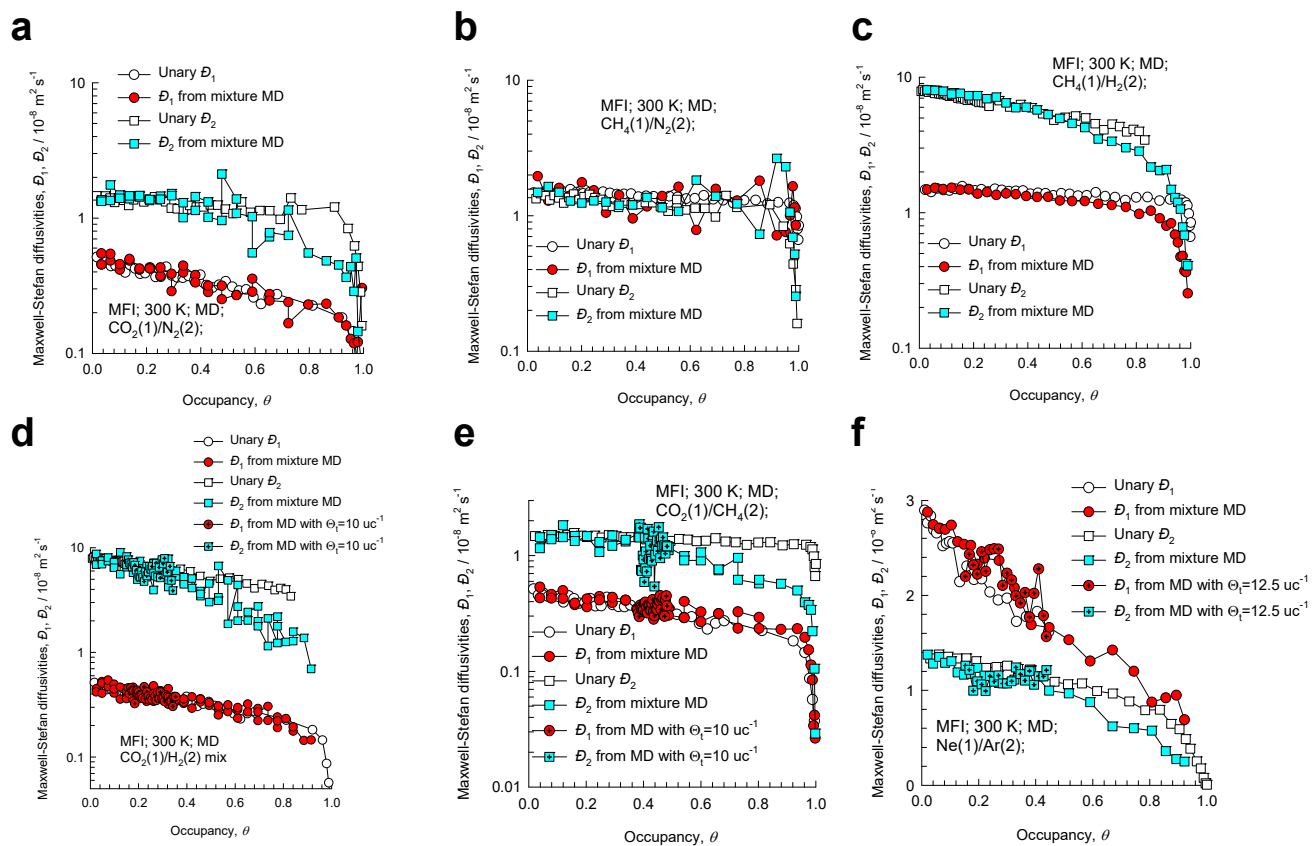 a
Maxwell-Stefan diffusivities, Đ₁, Đ₂ / 10⁻⁸ m² s⁻¹
10
1
0.1
Unary Đ₁
Đ₁ from mixture MD
Unary Đ₂
Đ₂ from mixture MD
MFI; 300 K; MD;
CO₂(1)/N₂(2);
0.0 0.2 0.4 0.6 0.8 1.0
Occupancy, θ
b
Maxwell-Stefan diffusivities, Đ₁, Đ₂ / 10⁻⁸ m² s⁻¹
10
1
0.1
MFI; 300 K; MD;
CH₄(1)/N₂(2);
Unary Đ₁
Đ₁ from mixture MD
Unary Đ₂
Đ₂ from mixture MD
0.0 0.2 0.4 0.6 0.8 1.0
Occupancy, θ
c
Maxwell-Stefan diffusivities, Đ₁, Đ₂ / 10⁻⁸ m² s⁻¹
10
1
0.1
MFI; 300 K; MD;
CH₄(1)/H₂(2);
Unary Đ₁
Đ₁ from mixture MD
Unary Đ₂
Đ₂ from mixture MD
0.0 0.2 0.4 0.6 0.8 1.0
Occupancy, θ
d
Unary Đ₁
Đ₁ from mixture MD
Unary Đ₂
Đ₂ from mixture MD
Đ₁ from MD with Θₜ=10 uc⁻¹
Đ₂ from MD with Θₜ=10 uc⁻¹
Maxwell-Stefan diffusivities, Đ₁, Đ₂ / 10⁻⁸ m² s⁻¹
10
1
0.1
MFI; 300 K; MD
CO₂(1)/H₂(2) mix
0.0 0.2 0.4 0.6 0.8 1.0
Occupancy, θ
e
Maxwell-Stefan diffusivities, Đ₁, Đ₂ / 10⁻⁸ m² s⁻¹
1
0.1
0.01
MFI; 300 K; MD;
CO₂(1)/CH₄(2);
Unary Đ₁
Đ₁ from mixture MD
Unary Đ₂
Đ₂ from mixture MD
Đ₁ from MD with Θₜ=10 uc⁻¹
Đ₂ from MD with Θₜ=10 uc⁻¹
0.0 0.2 0.4 0.6 0.8 1.0
Occupancy, θ
f
Unary Đ₁
Đ₁ from mixture MD
Unary Đ₂
Đ₂ from mixture MD
Đ₁ from MD with Θₜ=12.5 uc⁻¹
Đ₂ from MD with Θₜ=12.5 uc⁻¹
Maxwell-Stefan diffusivities, Đ₁, Đ₂ / 10⁻⁸ m² s⁻¹
3
2
1
0
MFI; 300 K; MD;
Ne(1)/Ar(2);
0.0 0.2 0.4 0.6 0.8 1.0
Occupancy, θ